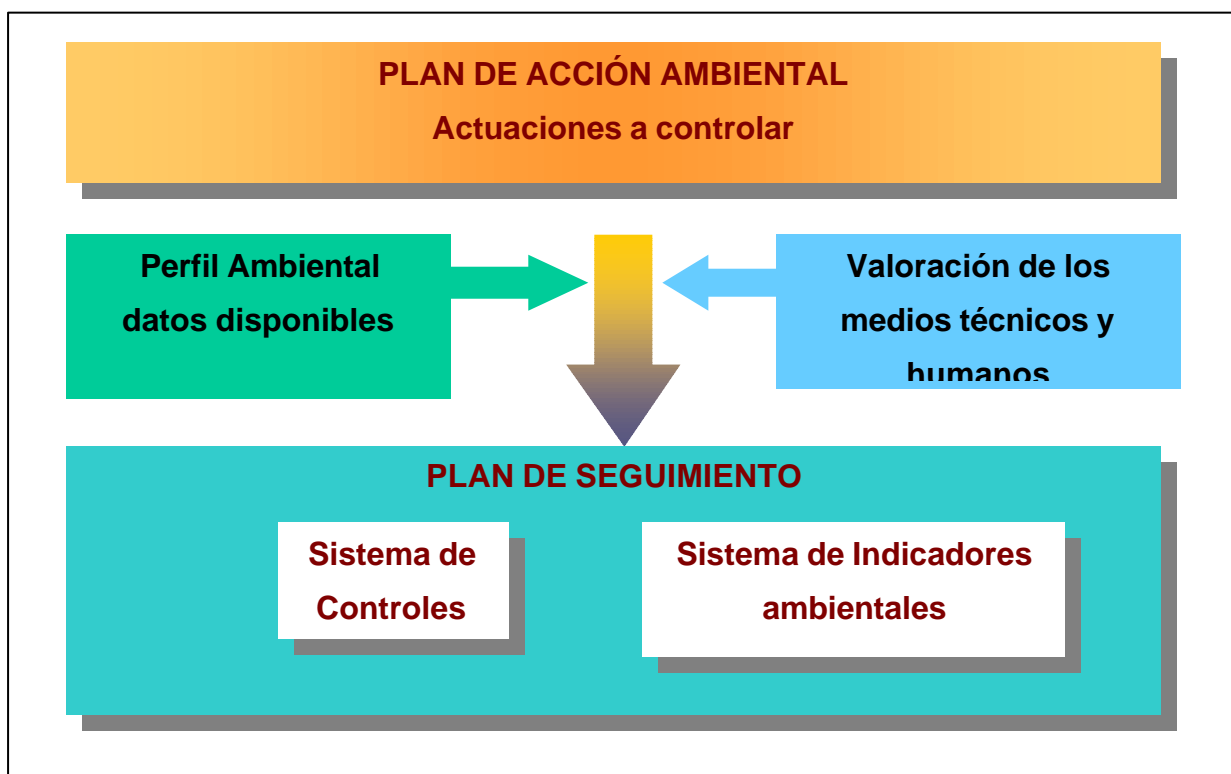 PLAN DE ACCIÓN AMBIENTAL
Actuaciones a controlar
Perfil Ambiental
datos disponibles
Valoración de los
medios técnicos y
humanos
PLAN DE SEGUIMIENTO
Sistema de
Controles
Sistema de Indicadores
ambientales